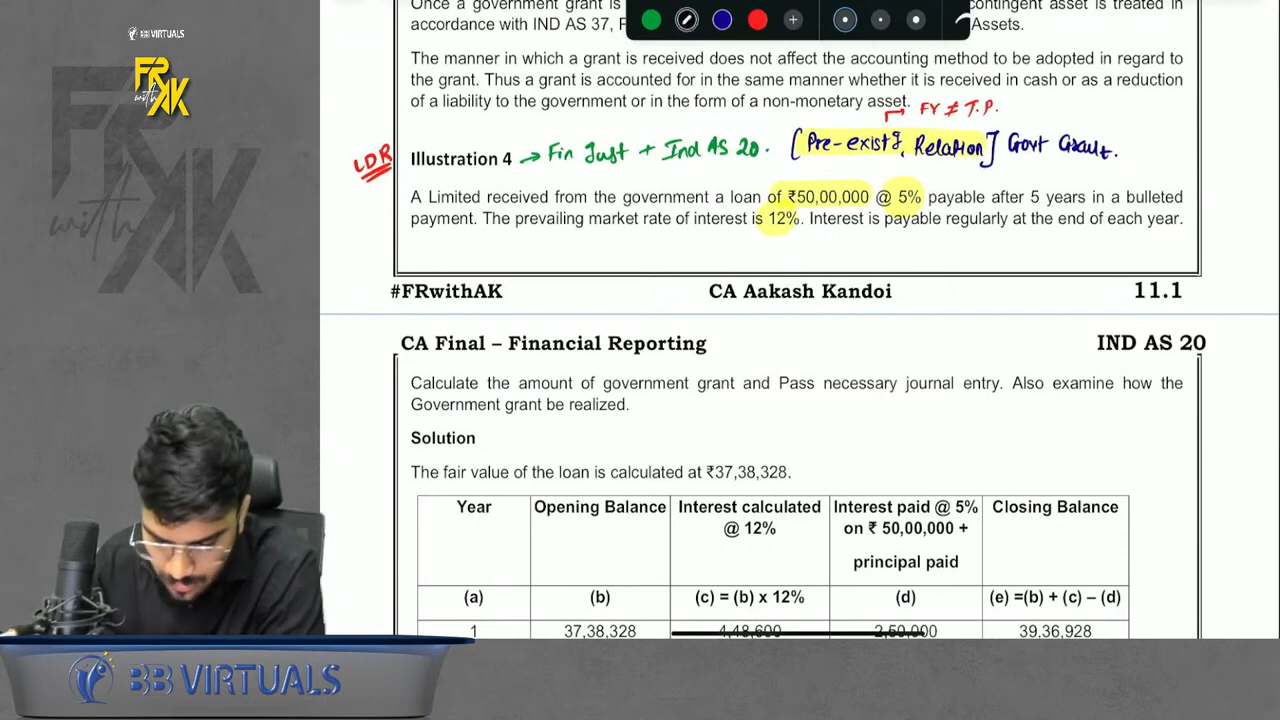 BB VIRTUALS
FR
with
AK
FR
with
AK
Once a government grant is
contingent asset is treated in
accordance with IND AS 37, F
Assets.
The manner in which a grant is received does not affect the accounting method to be adopted in regard to
the grant. Thus a grant is accounted for in the same manner whether it is received in cash or as a reduction
of a liability to the government or in the form of a non-monetary asset.
FV ≠ T.P.
LDR
Illustration 4 → Fin Inst + Ind AS 20. [Pre-existg. Relation] Govt Grant.
A Limited received from the government a loan of ₹50,00,000 @ 5% payable after 5 years in a bulleted
payment. The prevailing market rate of interest is 12%. Interest is payable regularly at the end of each year.
#FRwithAK CA Aakash Kandoi 11.1
CA Final – Financial Reporting IND AS 20
Calculate the amount of government grant and Pass necessary journal entry. Also examine how the
Government grant be realized.
Solution
The fair value of the loan is calculated at ₹37,38,328.
Year Opening Balance Interest calculated @ 12% Interest paid @ 5% on ₹ 50,00,000 + principal paid Closing Balance
(a) (b) (c) = (b) x 12% (d) (e) =(b) + (c) – (d)
1 37,38,328 4,48,600 2,50,000 39,36,928
BB VIRTUALS